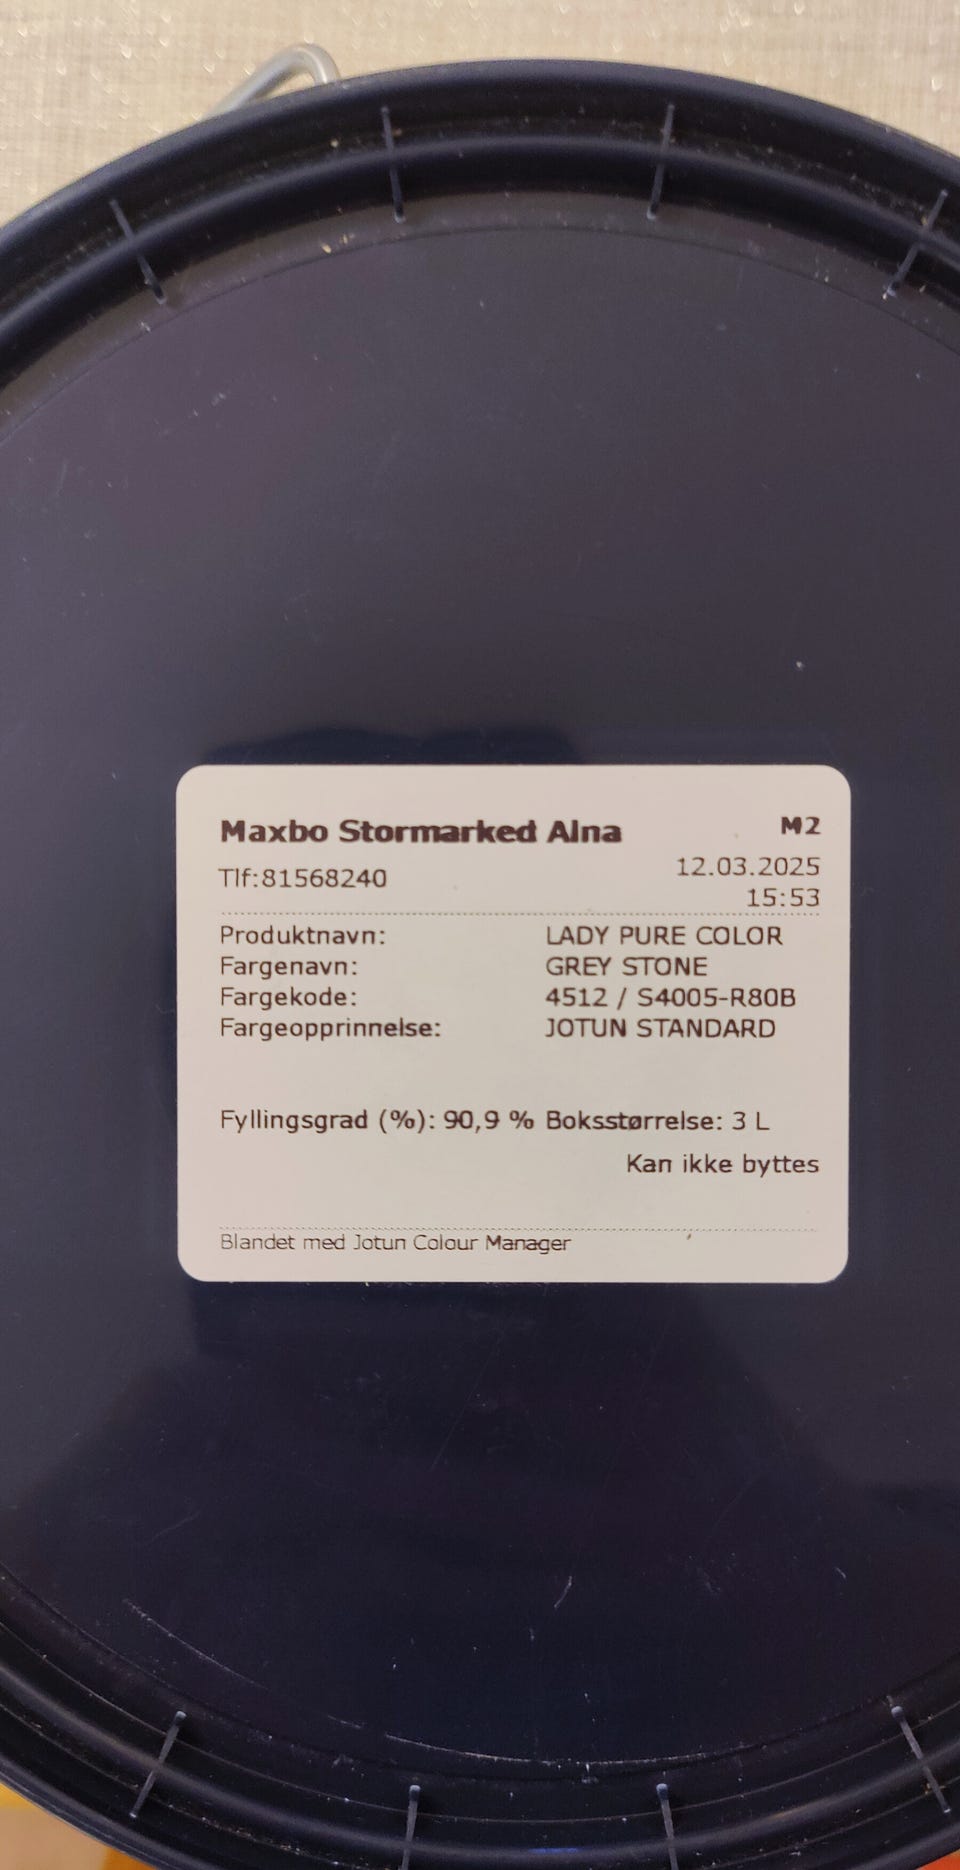 Maxbo Stormarked Alna M2
Tlf:81568240 12.03.2025
15:53
Produktnavn: LADY PURE COLOR
Fargenavn: GREY STONE
Fargekode: 4512 / S4005-R80B
Fargeopprinnelse: JOTUN STANDARD
Fyllingsgrad (%): 90,9 % Boksstørrelse: 3 L
Kan ikke byttes
Blandet med Jotun Colour Manager